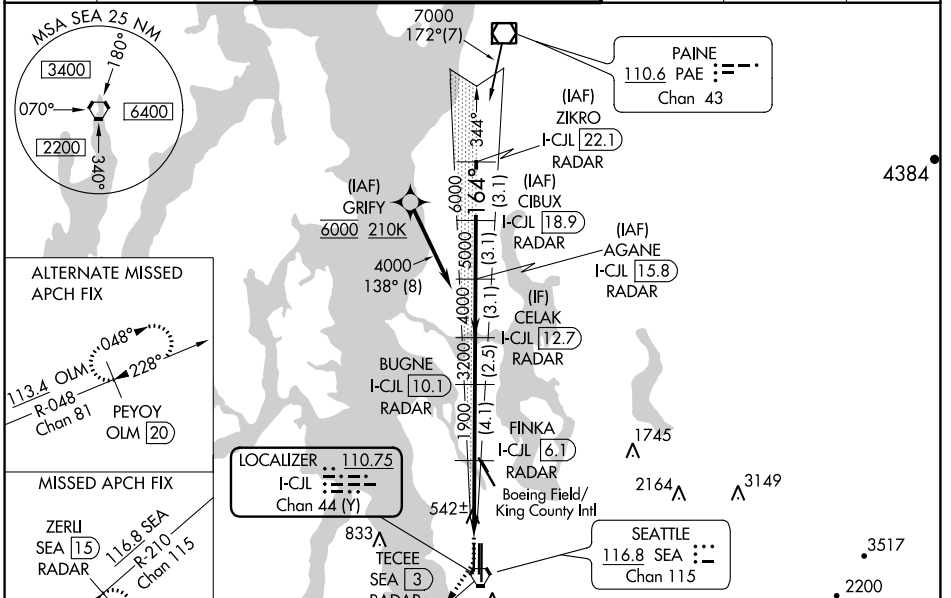 MSA SEA 25 NM
180°
3400
070°
6400
2200
340°
7000
172° (7)
PAINE
110.6 PAE
Chan 43
344°
(IAF)
ZIKRO
I-CJL 22.1
RADAR
4384
164°
6000
(3.1)
(IAF)
CIBUX
I-CJL 18.9
RADAR
(IAF)
GRIFY
6000 210K
4000
138° (8)
5000
(3.1)
(IAF)
AGANE
I-CJL 15.8
RADAR
4000
(3.1)
(IF)
CELAK
I-CJL 12.7
RADAR
3200
(2.5)
BUGNE
I-CJL 10.1
RADAR
1900
(4.1)
FINKA
I-CJL 6.1
RADAR
Boeing Field/
King County Intl
ALTERNATE MISSED
APCH FIX
048°
228°
113.4 OLM
R-048
Chan 81
PEYOY
OLM 20
1745
2164
3149
LOCALIZER 110.75
I-CJL
Chan 44 (Y)
542±
833
MISSED APCH FIX
ZERLI
SEA 15
RADAR
116.8 SEA
R-210
Chan 115
TECEE
SEA 3
RADAR
SEATTLE
116.8 SEA
Chan 115
3517
2200